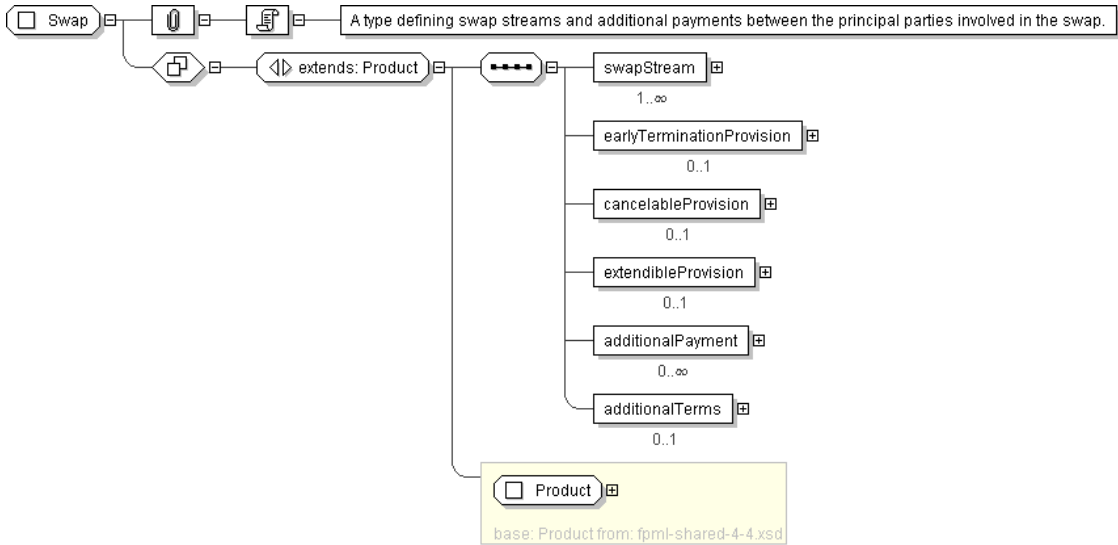 Swap
A type defining swap streams and additional payments between the principal parties involved in the swap.
extends: Product
swapStream
1..∞
earlyTerminationProvision
0..1
cancelableProvision
0..1
extendibleProvision
0..1
additionalPayment
0..∞
additionalTerms
0..1
Product
base: Product from: fpml-shared-4-4.xsd